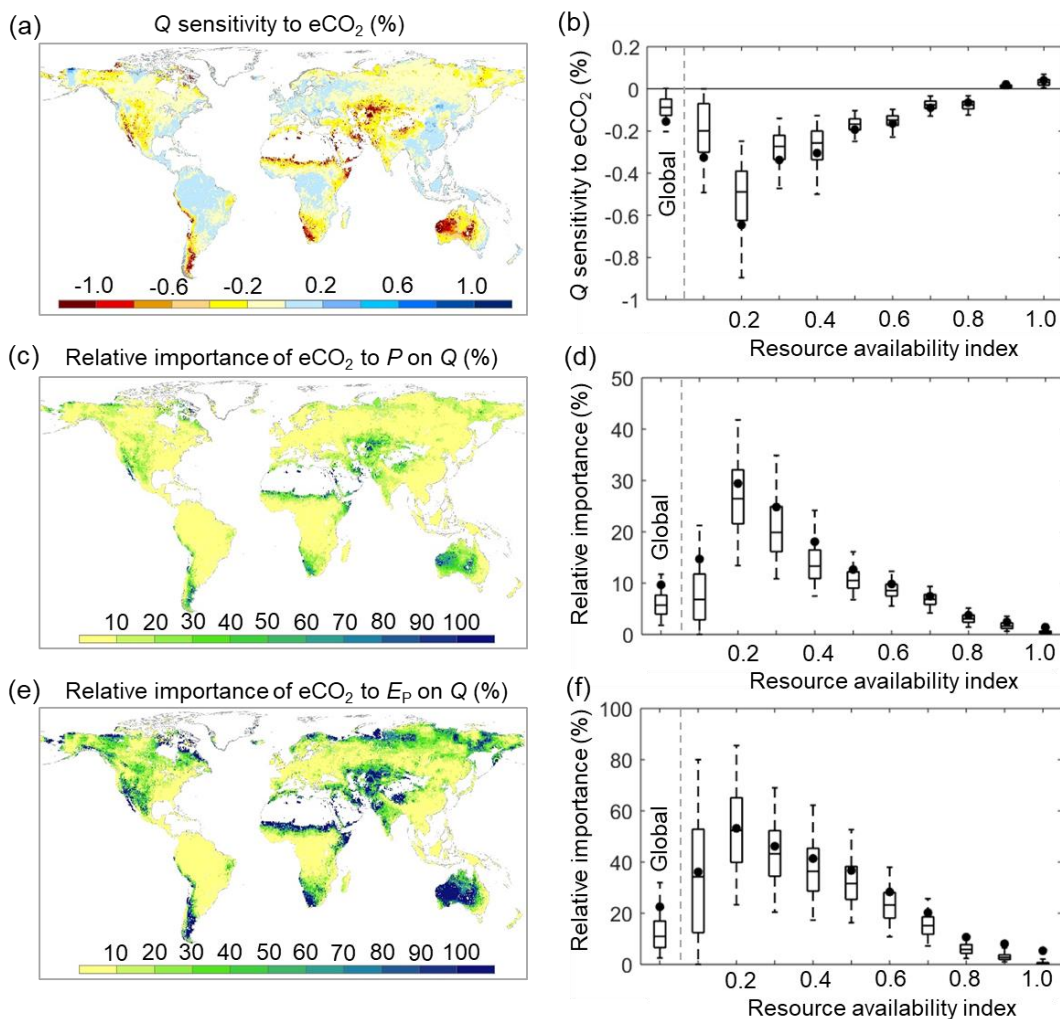 (a)
Q sensitivity to eCO₂ (%)
-1.0 -0.6 -0.2 0.2 0.6 1.0
(b)
0.2
0
-0.2
-0.4
-0.6
-0.8
-1
Q sensitivity to eCO₂ (%)
Global
0.2 0.4 0.6 0.8 1.0
Resource availability index
(c)
Relative importance of eCO₂ to P on Q (%)
10 20 30 40 50 60 70 80 90 100
(d)
50
40
30
20
10
0
Relative importance (%)
Global
0.2 0.4 0.6 0.8 1.0
Resource availability index
(e)
Relative importance of eCO₂ to Eₚ on Q (%)
10 20 30 40 50 60 70 80 90 100
(f)
100
80
60
40
20
0
Relative importance (%)
Global
0.2 0.4 0.6 0.8 1.0
Resource availability index